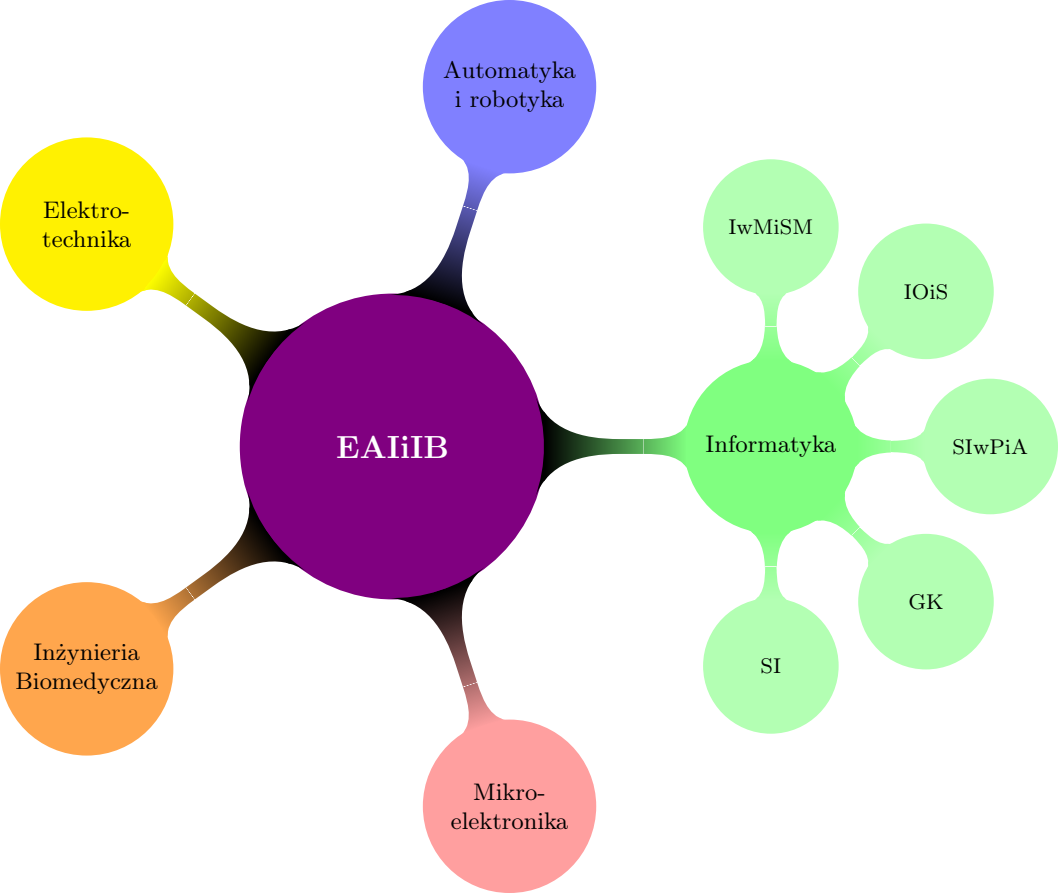 Automatyka
i robotyka
Elektro-
technika
IwMiSM
IOiS
EAIiIB
Informatyka
SIwPiA
GK
Inżynieria
Biomedyczna
SI
Mikro-
elektronika